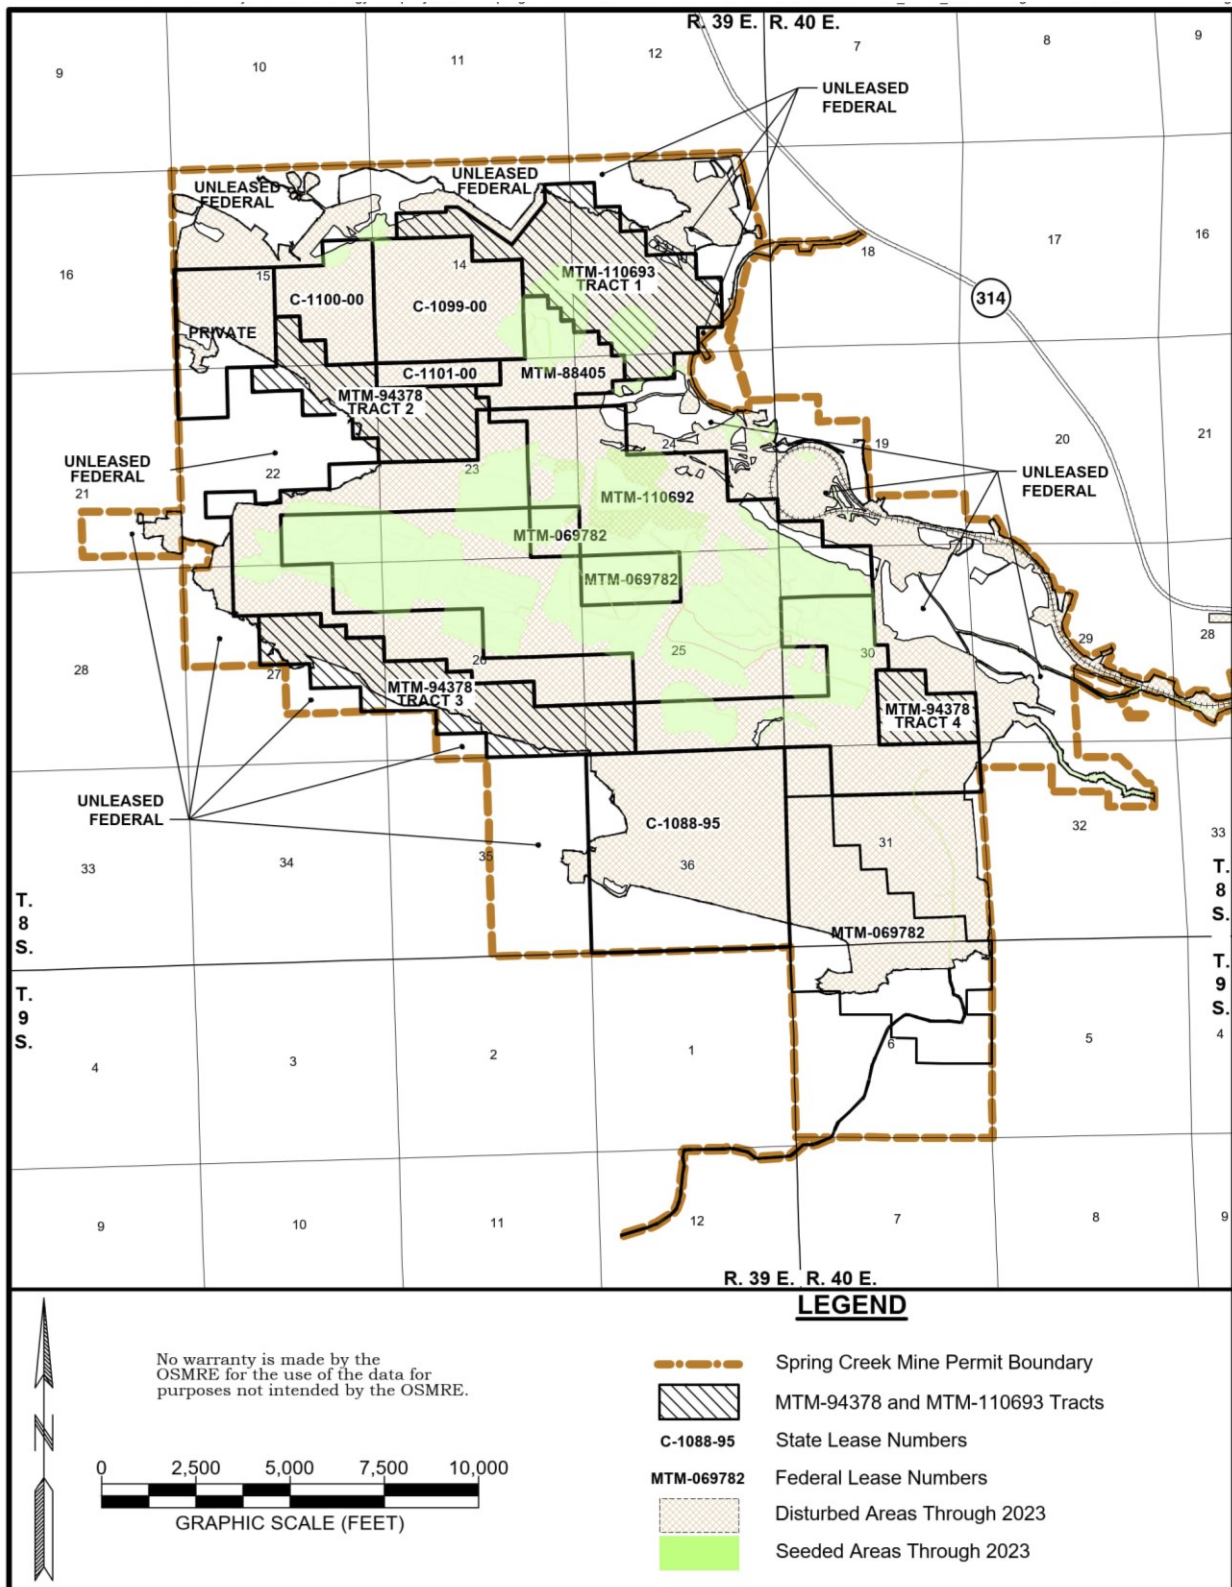 R. 39 E. R. 40 E.
9
10
11
12
7
8
9
UNLEASED
FEDERAL
UNLEASED
FEDERAL
UNLEASED
FEDERAL
16
15
14
18
17
16
MTM-110693
TRACT 1
C-1100-00
C-1099-00
314
PRIVATE
C-1101-00
MTM-88405
MTM-94378
TRACT 2
24
19
20
21
UNLEASED
FEDERAL
22
23
21
UNLEASED
FEDERAL
MTM-110692
MTM-069782
MTM-069782
28
27
26
25
30
29
28
MTM-94378
TRACT 3
MTM-94378
TRACT 4
UNLEASED
FEDERAL
C-1088-95
33
34
35
36
31
32
33
T.
8
S.
T.
8
S.
MTM-069782
T.
9
S.
T.
9
S.
4
3
2
1
6
5
4
9
10
11
12
7
8
9
R. 39 E. R. 40 E.
LEGEND
N
No warranty is made by the
OSMRE for the use of the data for
purposes not intended by the OSMRE.
0 2,500 5,000 7,500 10,000
GRAPHIC SCALE (FEET)
Spring Creek Mine Permit Boundary
MTM-94378 and MTM-110693 Tracts
C-1088-95 State Lease Numbers
MTM-069782 Federal Lease Numbers
Disturbed Areas Through 2023
Seeded Areas Through 2023